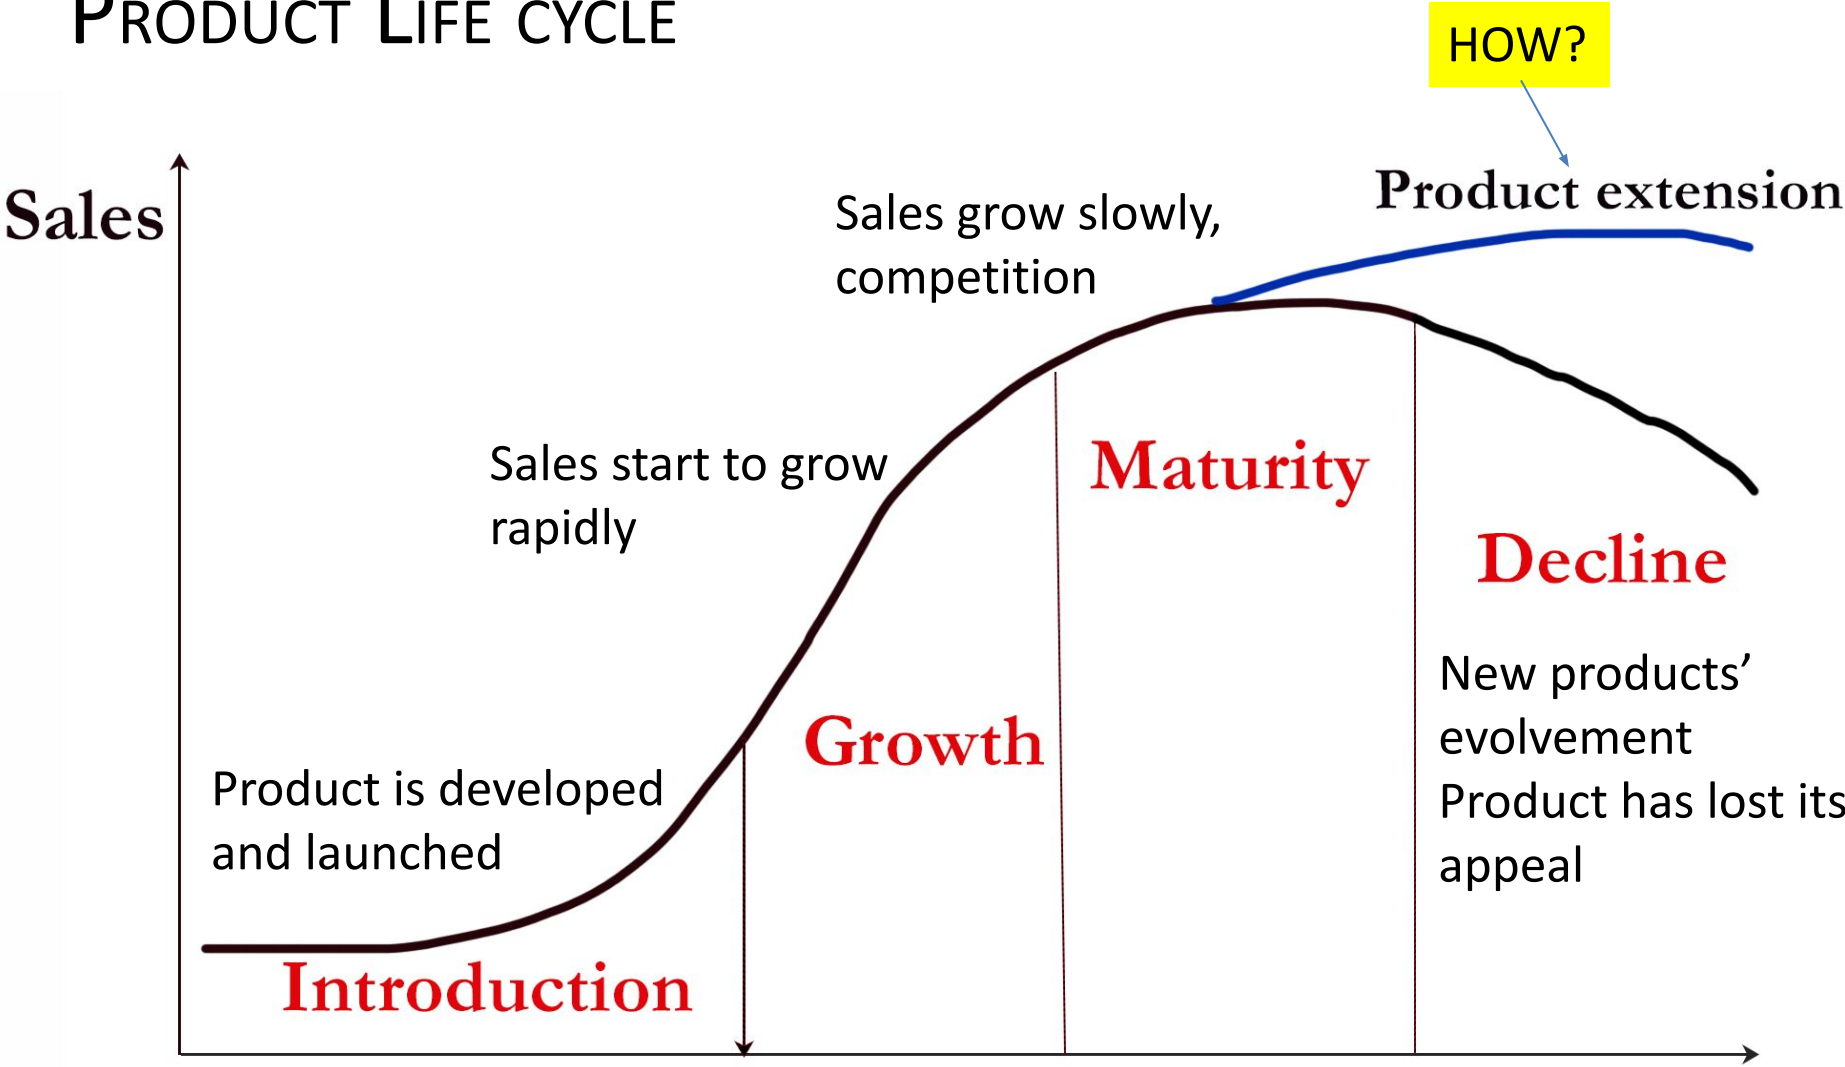 PRODUCT LIFE CYCLE
HOW?
Product extension
Sales
Sales grow slowly,
competition
Sales start to grow
rapidly
Maturity
Decline
New products’
evolvement
Product has lost its
appeal
Growth
Product is developed
and launched
Introduction